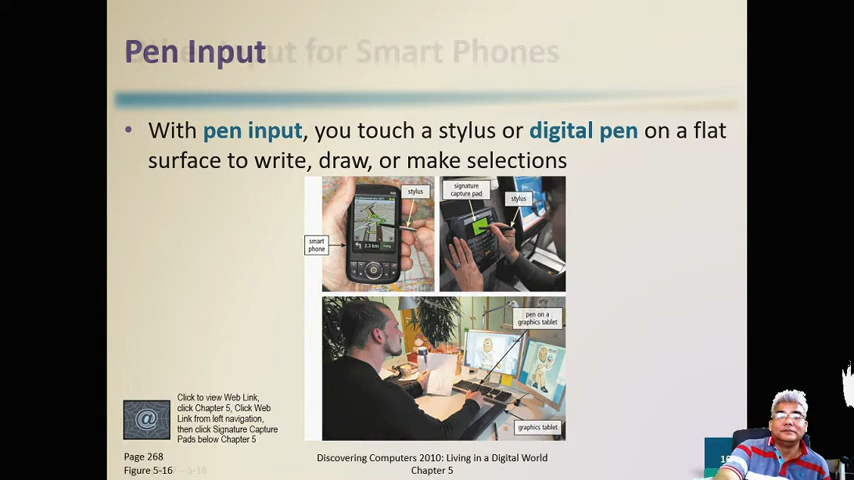 Pen Input
Input for Smart Phones
• With pen input, you touch a stylus or digital pen on a flat
surface to write, draw, or make selections
stylus
smart
phone
signature
capture pad
stylus
pen on a
graphics tablet
graphics tablet
Click to view Web Link,
click Chapter 5, Click Web
Link from left navigation,
then click Signature Capture
Pads below Chapter 5
Page 268
Figure 5-16
Discovering Computers 2010: Living in a Digital World
Chapter 5